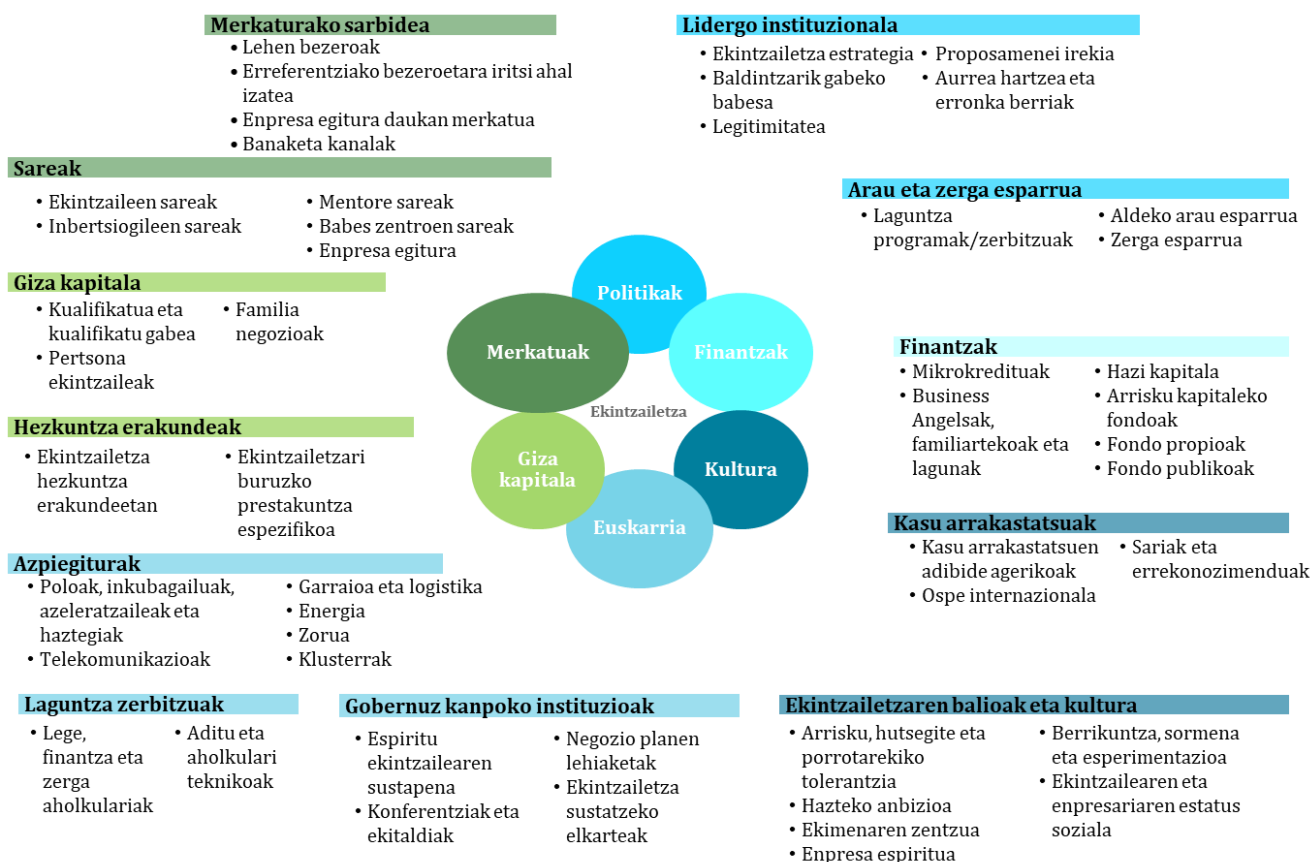 Merkaturako sarbidea
• Lehen bezeroak
• Erreferentziako bezeroetara iritsi ahal
izatea
• Enpresa egitura daukan merkatua
• Banaketa kanalak
Lidergo instituzionala
• Ekintzailetza estrategia
• Baldintzarik gabeko
babesa
• Legitimitatea
• Proposamenei irekia
• Aurrea hartzea eta
erronka berriak
Sareak
• Ekintzaileen sareak
• Inbertsiogileen sareak
• Mentore sareak
• Babes zentroen sareak
• Enpresa egitura
Arau eta zerga esparrua
• Laguntza
programak/zerbitzuak
• Aldeko arau esparrua
• Zerga esparrua
Giza kapitala
• Kualifikatua eta
kualifikatu gabea
• Pertsona
ekintzaileak
• Familia
negozioak
Politikak
Merkatuak
Finantzak
Ekintzailetza
Giza
kapitala
Kultura
Euskarria
Finantzak
• Mikrokredituak
• Business
Angelsak,
familiartekoak eta
lagunak
• Hazi kapitala
• Arrisku kapitaleko
fondoak
• Fondo propioak
• Fondo publikoak
Hezkuntza erakundeak
• Ekintzailetza
hezkuntza
erakundeetan
• Ekintzailetzari
buruzko
prestakuntza
espezifikoa
Kasu arrakastatsuak
• Kasu arrakastatsuen
adibide agerikoak
• Ospe internazionala
• Sariak eta
errekonozimenduak
Azpiegiturak
• Poloak, inkubagailuak,
azeleratzaileak eta
haztegiak
• Telekomunikazioak
• Garraioa eta logistika
• Energia
• Zorua
• Klusterrak
Laguntza zerbitzuak
• Lege,
finantza eta
zerga
aholkulariak
• Aditu eta
aholkulari
teknikoak
Gobernuz kanpoko instituzioak
• Espiritu
ekintzailearen
sustapena
• Konferentziak eta
ekitaldiak
• Negozio planen
lehiaketak
• Ekintzailetza
sustatzeko
elkarteak
Ekintzailetzaren balioak eta kultura
• Arrisku, hutsegite eta
porrotarekiko
tolerantzia
• Hazteko anbizioa
• Ekimenaren zentzua
• Enpresa espiritua
• Berrikuntza, sormena
eta esperimentazioa
• Ekintzailearen eta
enpresariaren estatus
soziala